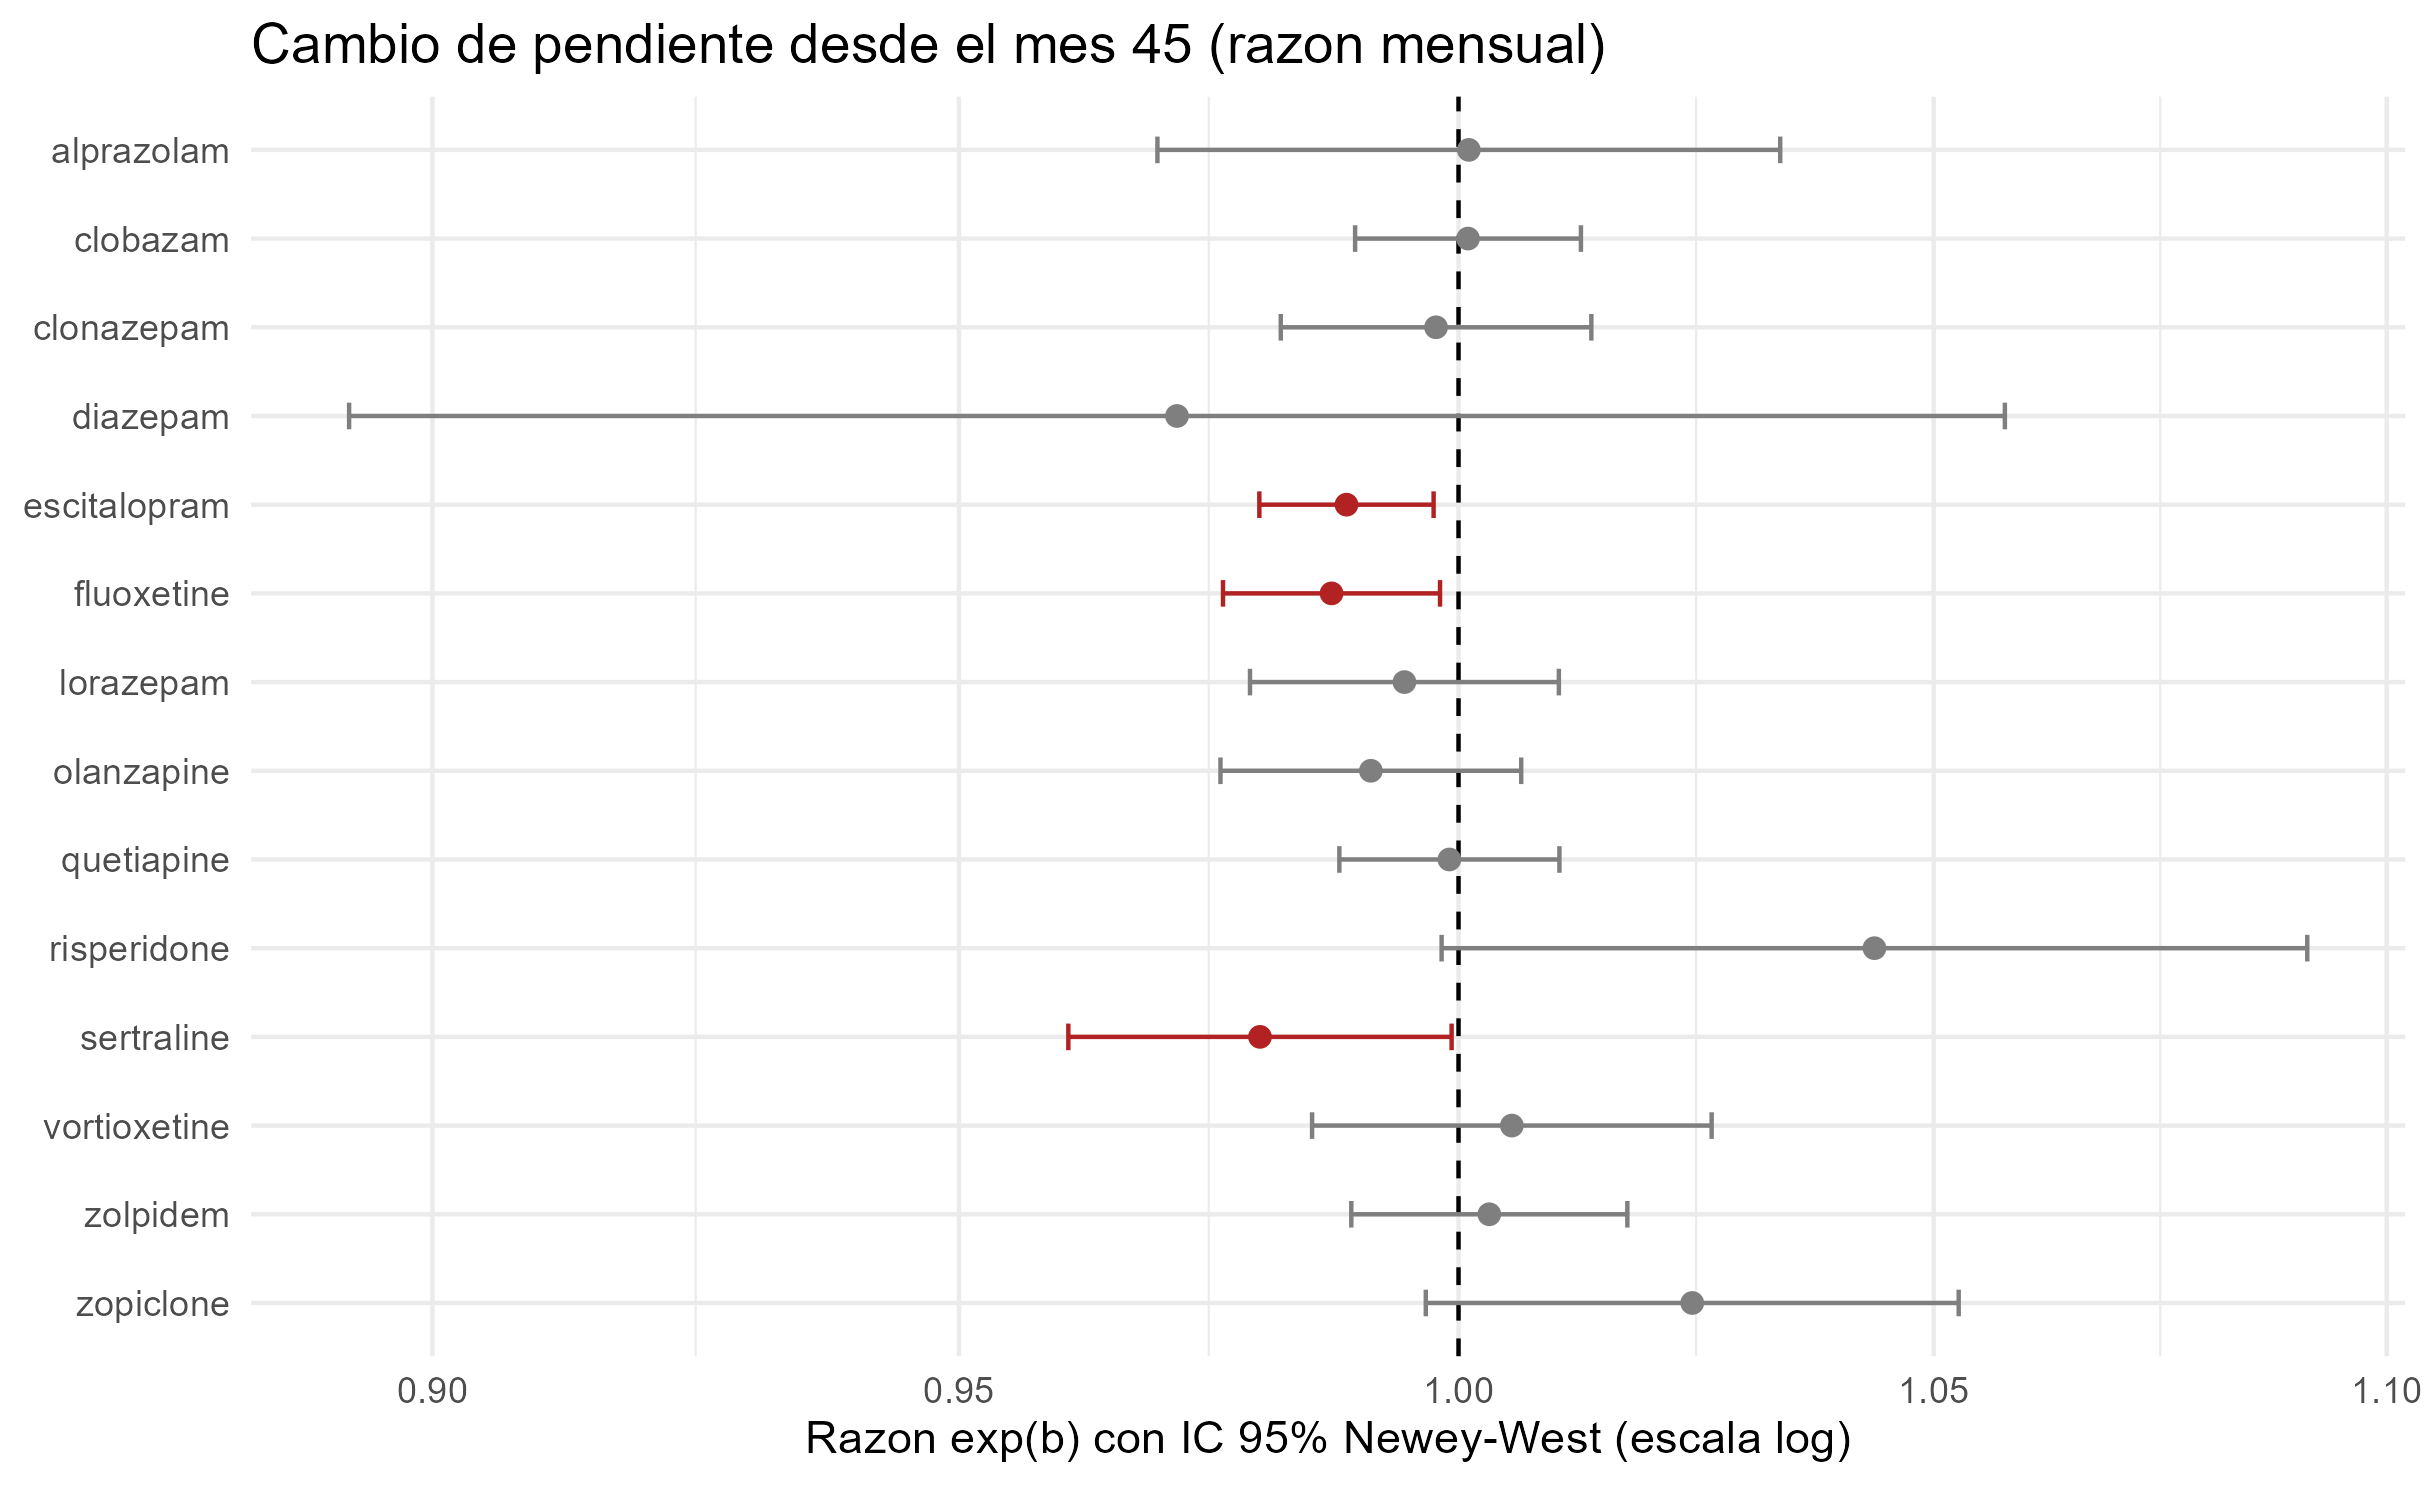 Cambio de pendiente desde el mes 45 (razon mensual)
alprazolam
clobazam
clonazepam
diazepam
escitalopram
fluoxetine
lorazepam
olanzapine
quetiapine
risperidone
sertraline
vortioxetine
zolpidem
zopiclone
0.90 0.95 1.00 1.05 1.10
Razon exp(b) con IC 95% Newey-West (escala log)